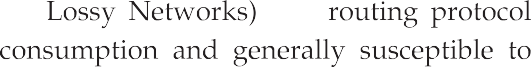 Lossy Networks) routing protocol
consumption and generally susceptible to